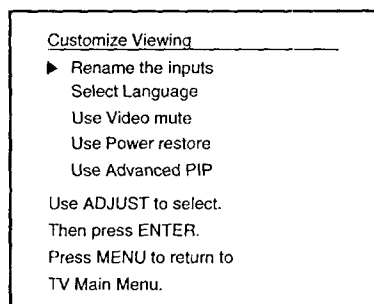 Customize Viewing
▶ Rename the inputs
Select Language
Use Video mute
Use Power restore
Use Advanced PIP
Use ADJUST to select.
Then press ENTER.
Press MENU to return to
TV Main Menu.